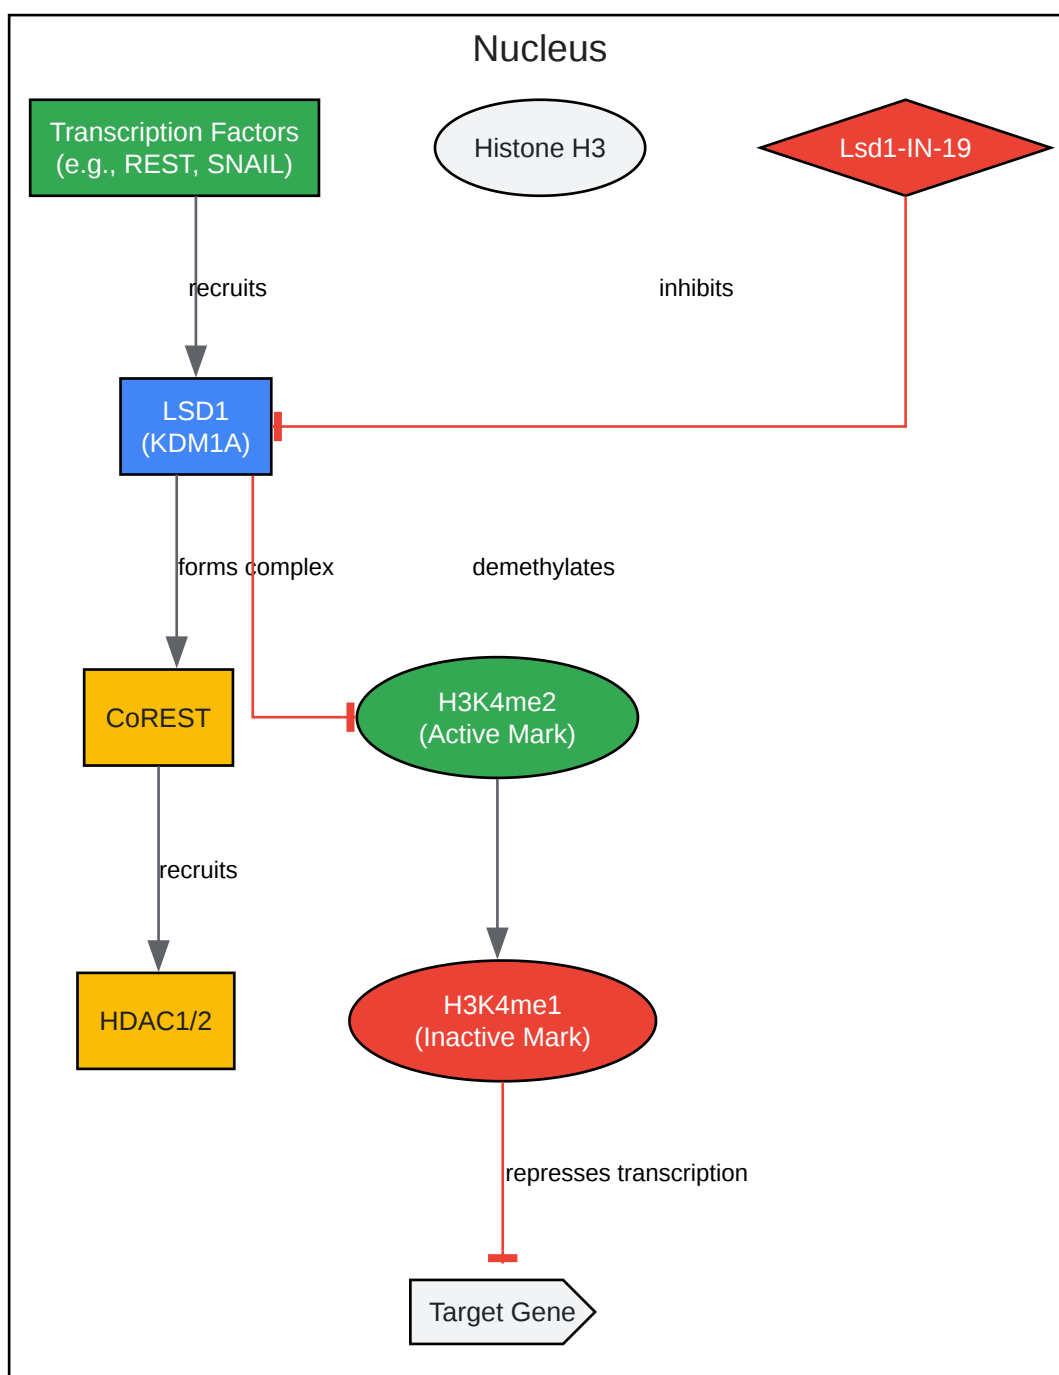 Nucleus
Transcription Factors
(e.g., REST, SNAIL)
Histone H3
Lsd1-IN-19
recruits
inhibits
LSD1
(KDM1A)
forms complex
demethylates
CoREST
H3K4me2
(Active Mark)
recruits
HDAC1/2
H3K4me1
(Inactive Mark)
represses transcription
Target Gene